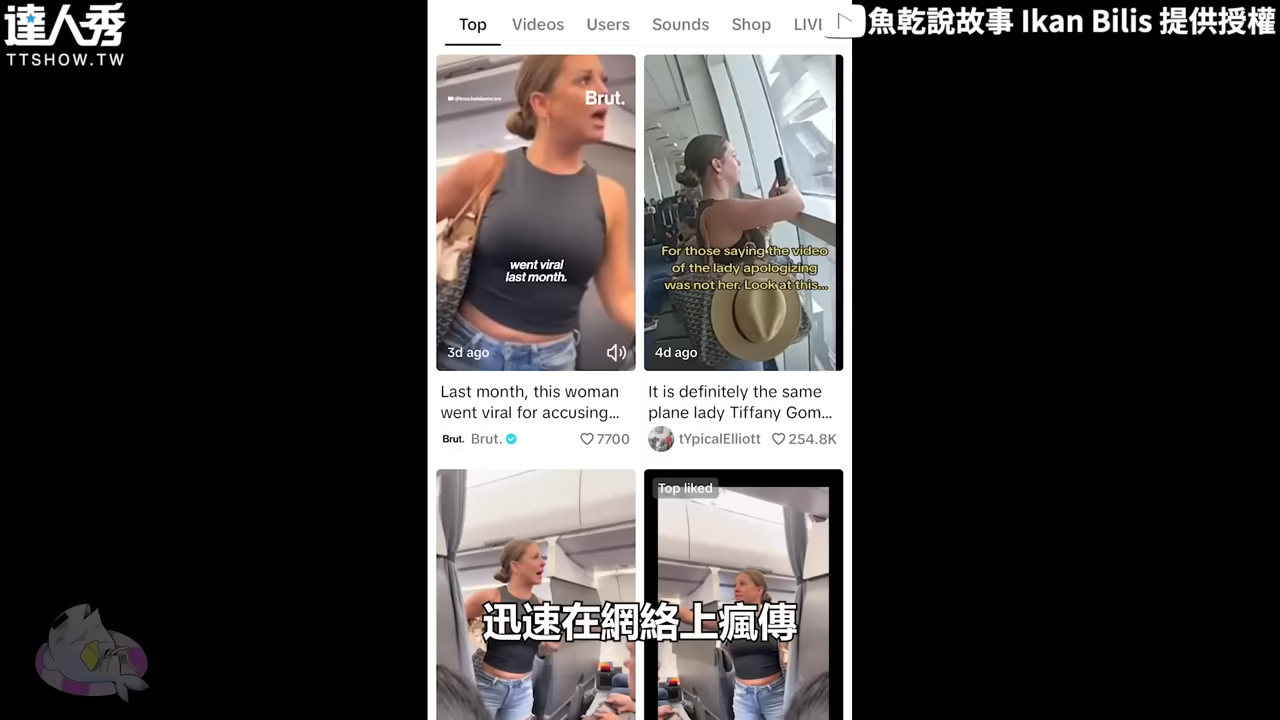 達人秀
TTSHOW.TW
魚乾說故事 Ikan Bilis 提供授權
Top
Videos
Users
Sounds
Shop
LIVE
@knucheislawncare
Brut.
went viral
last month.
3d ago
For those saying the video
of the lady apologizing
was not her. Look at this...
4d ago
Last month, this woman
went viral for accusing...
Brut.
Brut.
7700
It is definitely the same
plane lady Tiffany Gom...
tYpicalElliott
254.8K
Top liked
迅速在網絡上瘋傳